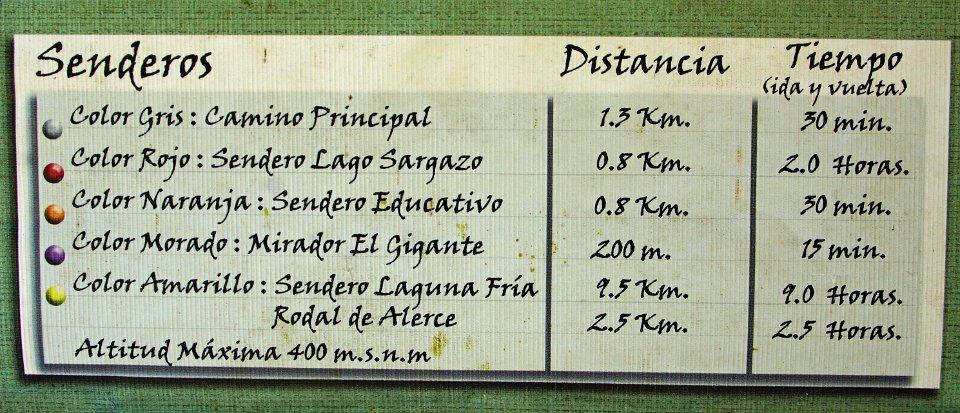 Senderos Distancia Tiempo
(ida y vuelta)
Color Gris : Camino Principal 1.3 Km. 30 min.
Color Rojo : Sendero Lago Sargazo 0.8 Km. 2.0 Horas.
Color Naranja : Sendero Educativo 0.8 Km. 30 min.
Color Morado : Mirador El Gigante 200 m. 15 min.
Color Amarillo : Sendero Laguna Fría 9.5 Km. 9.0 Horas.
Rodal de Alerce 2.5 Km. 2.5 Horas.
Altitud Máxima 400 m.s.n.m